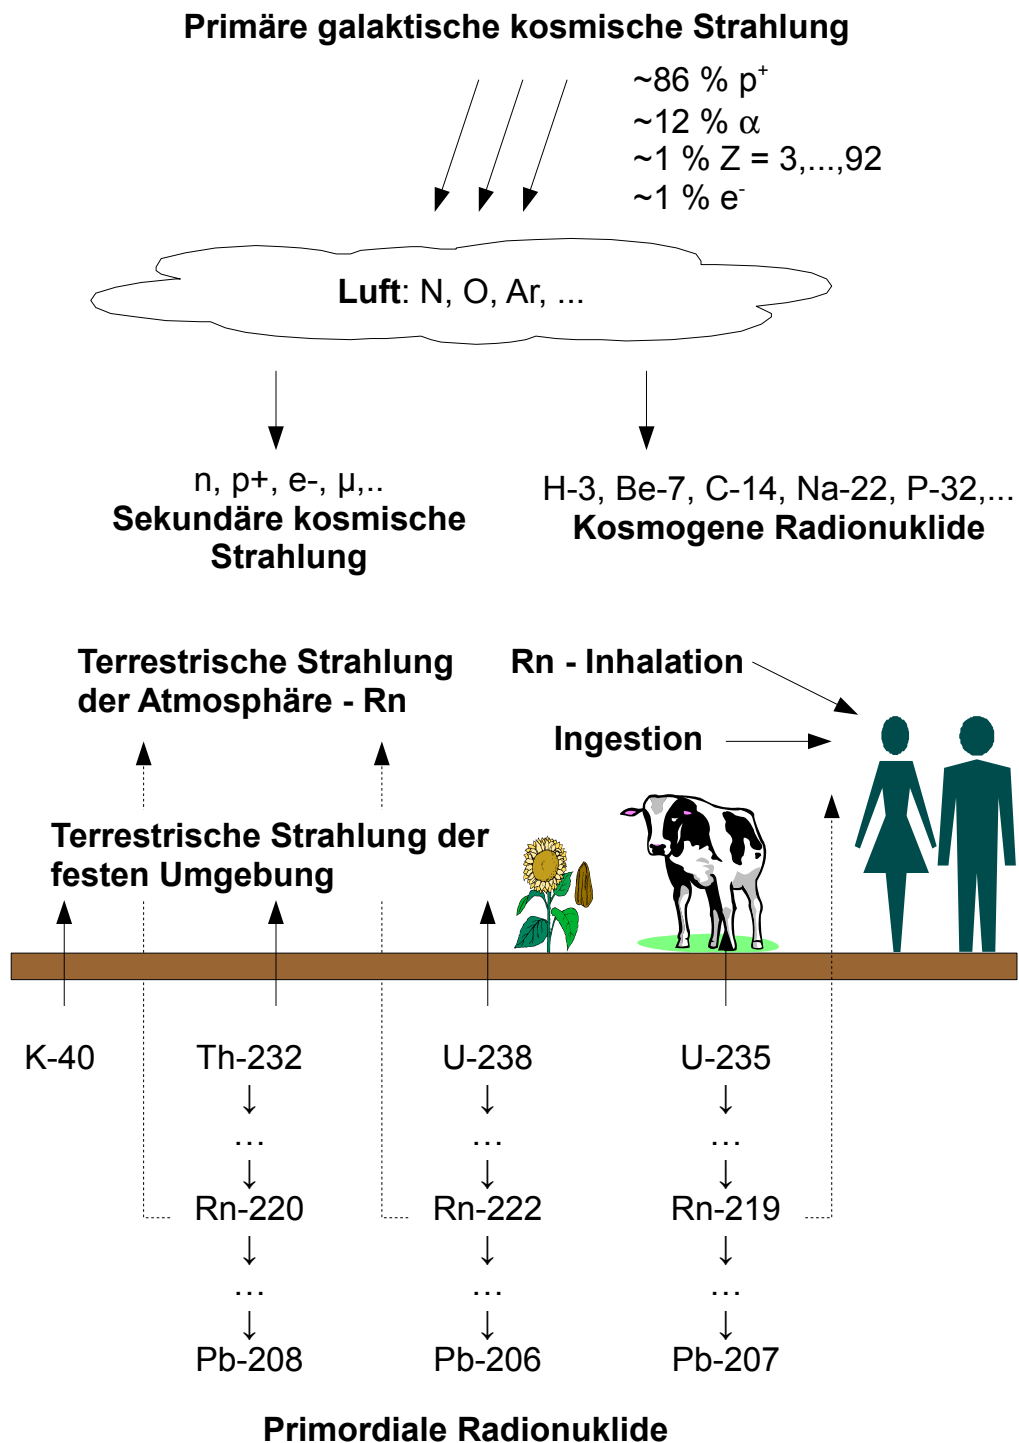 Primäre galaktische kosmische Strahlung
~86 % p⁺
~12 % α
~1 % Z = 3,...,92
~1 % e⁻
Luft: N, O, Ar, ...
n, p+, e-, µ,..
Sekundäre kosmische
Strahlung
H-3, Be-7, C-14, Na-22, P-32,...
Kosmogene Radionuklide
Terrestrische Strahlung
der Atmosphäre - Rn
Rn - Inhalation
Ingestion
Terrestrische Strahlung der
festen Umgebung
K-40 Th-232 U-238 U-235
↓ ↓ ↓
... ... ...
↓ ↓ ↓
Rn-220 Rn-222 Rn-219
↓ ↓ ↓
... ... ...
↓ ↓ ↓
Pb-208 Pb-206 Pb-207
Primordiale Radionuklide